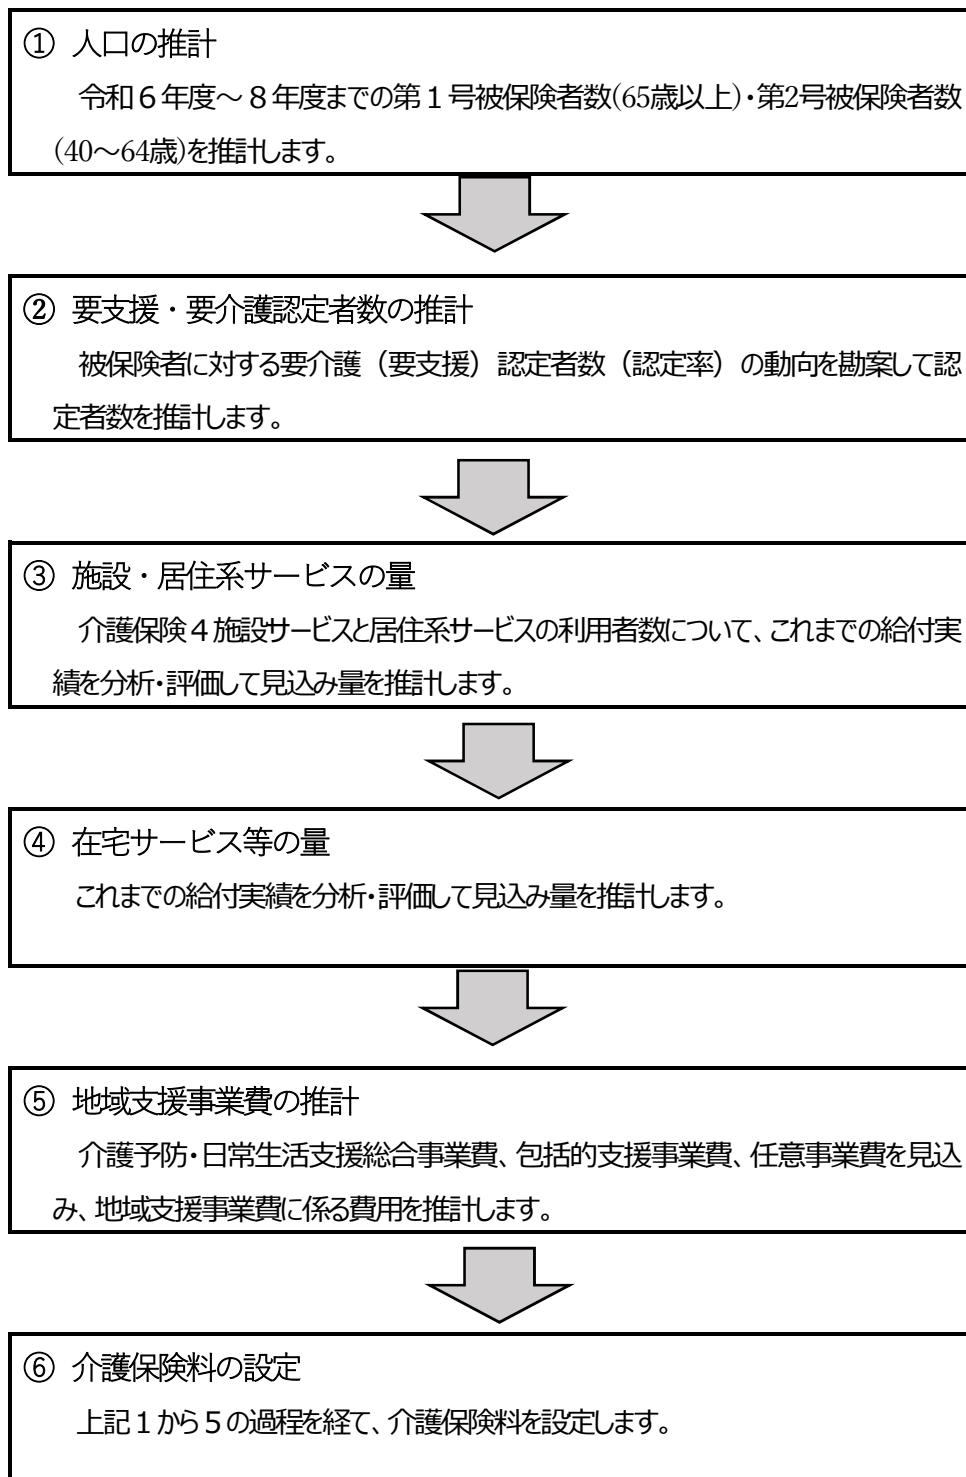 ① 人口の推計
令和６年度～８年度までの第１号被保険者数(65歳以上)・第2号被保険者数
(40～64歳)を推計します。
② 要支援・要介護認定者数の推計
被保険者に対する要介護（要支援）認定者数（認定率）の動向を勘案して認
定者数を推計します。
③ 施設・居住系サービスの量
介護保険４施設サービスと居住系サービスの利用者数について、これまでの給付実
績を分析・評価して見込み量を推計します。
④ 在宅サービス等の量
これまでの給付実績を分析・評価して見込み量を推計します。
⑤ 地域支援事業費の推計
介護予防・日常生活支援総合事業費、包括的支援事業費、任意事業費を見込
み、地域支援事業費に係る費用を推計します。
⑥ 介護保険料の設定
上記１から５の過程を経て、介護保険料を設定します。